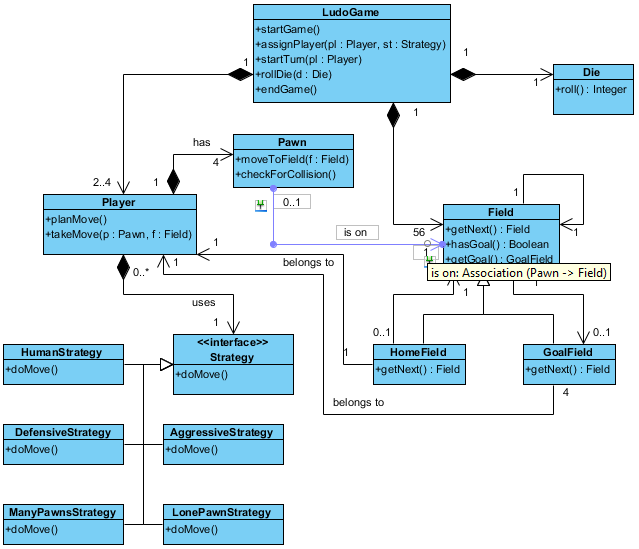 LudoGame
+startGame()
+assignPlayer(pl : Player, st : Strategy)
+startTurn(pl : Player)
+rollDie(d : Die)
+endGame()
1
1
1
1
Die
+roll() : Integer
has
4
1
Pawn
+moveToField(f : Field)
+checkForCollision()
2..4
Player
+planMove()
+takeMove(p : Pawn, f : Field)
0..1
is on
56
1
1
1
Field
+getNext() : Field
+hasGoal() : Boolean
+getGoal() : GoalField
is on: Association (Pawn -> Field)
1
belongs to
1
1
0..*
uses
1
<<interface>>
Strategy
+doMove()
0..1
0..1
HomeField
+getNext() : Field
1
GoalField
+getNext() : Field
4
belongs to
HumanStrategy
+doMove()
DefensiveStrategy
+doMove()
AggressiveStrategy
+doMove()
ManyPawnsStrategy
+doMove()
LonePawnStrategy
+doMove()